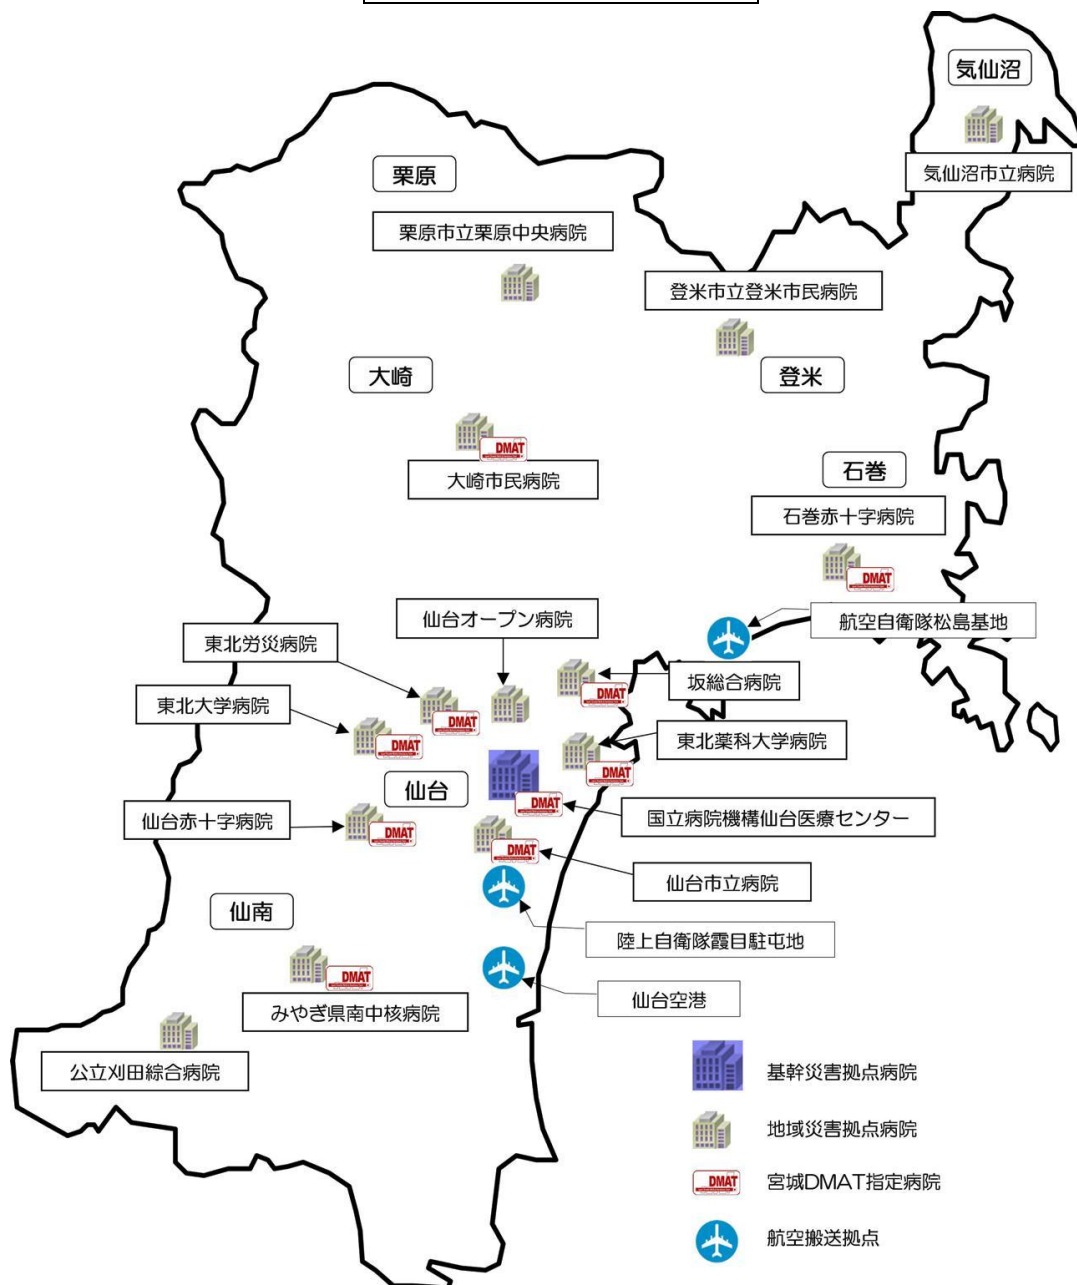 気仙沼
気仙沼市立病院
栗原
栗原市立栗原中央病院
登米市立登米市民病院
大崎
登米
DMAT
大崎市民病院
石巻
石巻赤十字病院
DMAT
航空自衛隊松島基地
仙台オープン病院
東北労災病院
坂総合病院
DMAT
東北大学病院
DMAT
DMAT
東北薬科大学病院
DMAT
仙台
DMAT
国立病院機構仙台医療センター
仙台赤十字病院
DMAT
DMAT
仙台市立病院
仙南
陸上自衛隊霞目駐屯地
DMAT
みやぎ県南中核病院
仙台空港
公立刈田綜合病院
基幹災害拠点病院
地域災害拠点病院
DMAT
宮城DMAT指定病院
航空搬送拠点